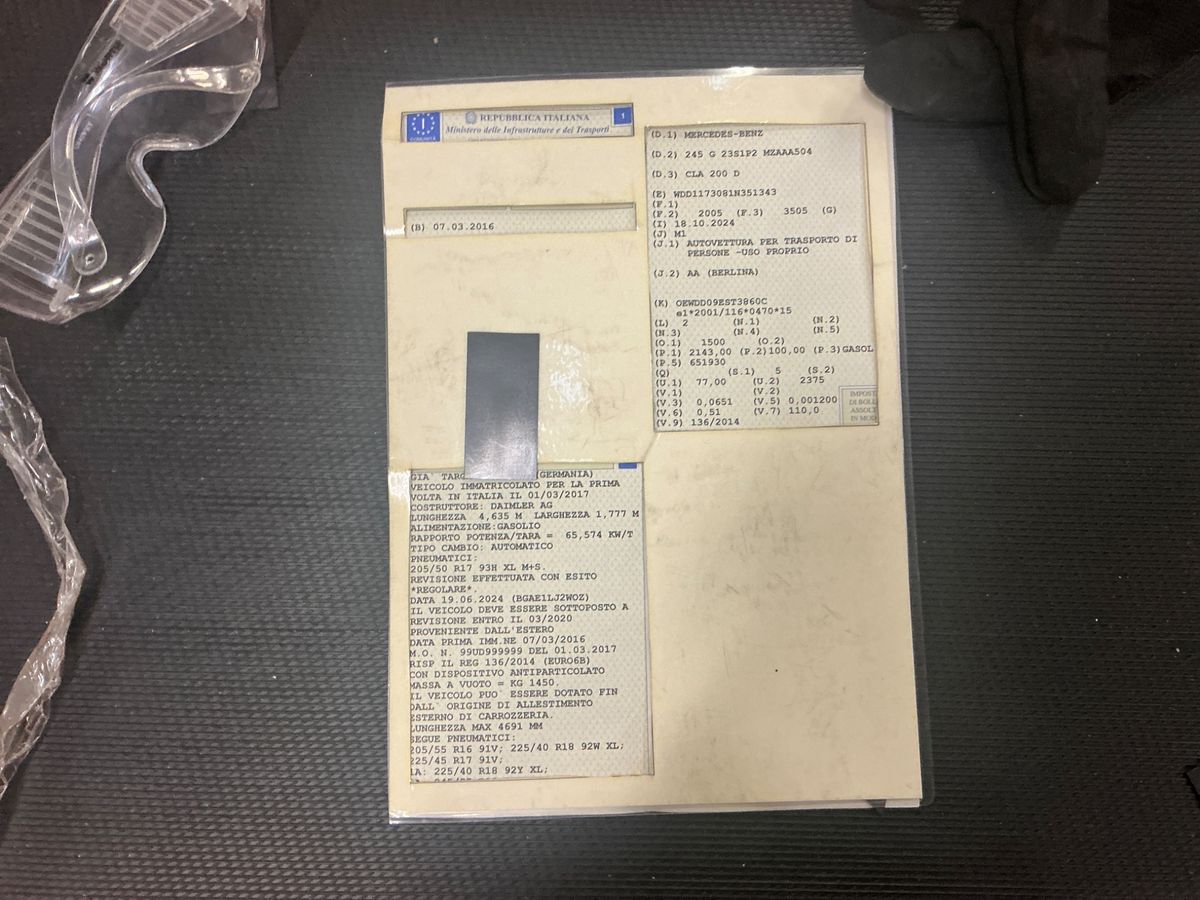 I
REPUBBLICA ITALIANA
1
Ministero delle Infrastrutture e dei Trasporti
(B) 07.03.2016
GIA` TARG (GERMANIA)
VEICOLO IMMATRICOLATO PER LA PRIMA
VOLTA IN ITALIA IL 01/03/2017
COSTRUTTORE: DAIMLER AG
LUNGHEZZA 4,635 M LARGHEZZA 1,777 M
ALIMENTAZIONE:GASOLIO
RAPPORTO POTENZA/TARA = 65,574 KW/T
TIPO CAMBIO: AUTOMATICO
PNEUMATICI:
205/50 R17 93H XL M+S.
REVISIONE EFFETTUATA CON ESITO
*REGOLARE*.
DATA 19.06.2024 (BGAE1LJ2WOZ)
IL VEICOLO DEVE ESSERE SOTTOPOSTO A
REVISIONE ENTRO IL 03/2020
PROVENIENTE DALL'ESTERO
DATA PRIMA IMM.NE 07/03/2016
M.O. N. 99UD999999 DEL 01.03.2017
RISP IL REG 136/2014 (EURO6B)
CON DISPOSITIVO ANTIPARTICOLATO
MASSA A VUOTO = KG 1450.
IL VEICOLO PUO` ESSERE DOTATO FIN
DALL` ORIGINE DI ALLESTIMENTO
ESTERNO DI CARROZZERIA.
LUNGHEZZA MAX 4691 MM
SEGUE PNEUMATICI:
205/55 R16 91V; 225/40 R18 92W XL;
225/45 R17 91V;
1A: 225/40 R18 92Y XL;
(D.1) MERCEDES-BENZ
(D.2) 245 G 23S1P2 MZAAA504
(D.3) CLA 200 D
(E) WDD1173081N351343
(F.1)
(F.2) 2005 (F.3) 3505 (G)
(I) 18.10.2024
(J) M1
(J.1) AUTOVETTURA PER TRASPORTO DI
PERSONE -USO PROPRIO
(J.2) AA (BERLINA)
(K) OEWDD09EST3860C
e1*2001/116*0470*15
(L) 2 (N.1) (N.2)
(N.3) (N.4) (N.5)
(O.1) 1500 (O.2)
(P.1) 2143,00 (P.2)100,00 (P.3)GASOL
(P.5) 651930
(Q) (S.1) 5 (S.2)
(U.1) 77,00 (U.2) 2375
(V.1) (V.2)
(V.3) 0,0651 (V.5) 0,001200
(V.6) 0,51 (V.7) 110,0
(V.9) 136/2014
IMPOST
DI BOLL
ASSOLT
IN MOD